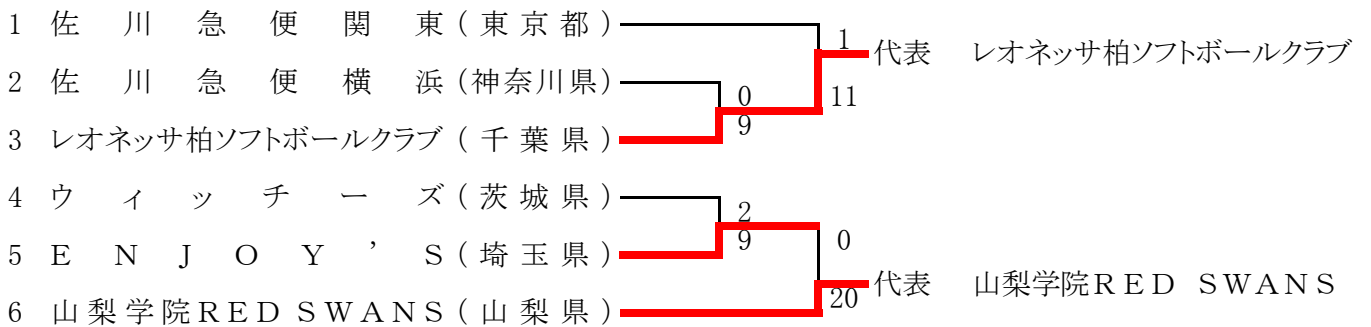 1 佐川急便関東(東京都)
1
代表 レオネッサ柏ソフトボールクラブ
2 佐川急便横浜(神奈川県)
0
11
9
3 レオネッサ柏ソフトボールクラブ(千葉県)
4 ウィッチーズ(茨城県)
2
9
0
5 ENJOY’S(埼玉県)
代表 山梨学院RED SWANS
20
6 山梨学院RED SWANS(山梨県)